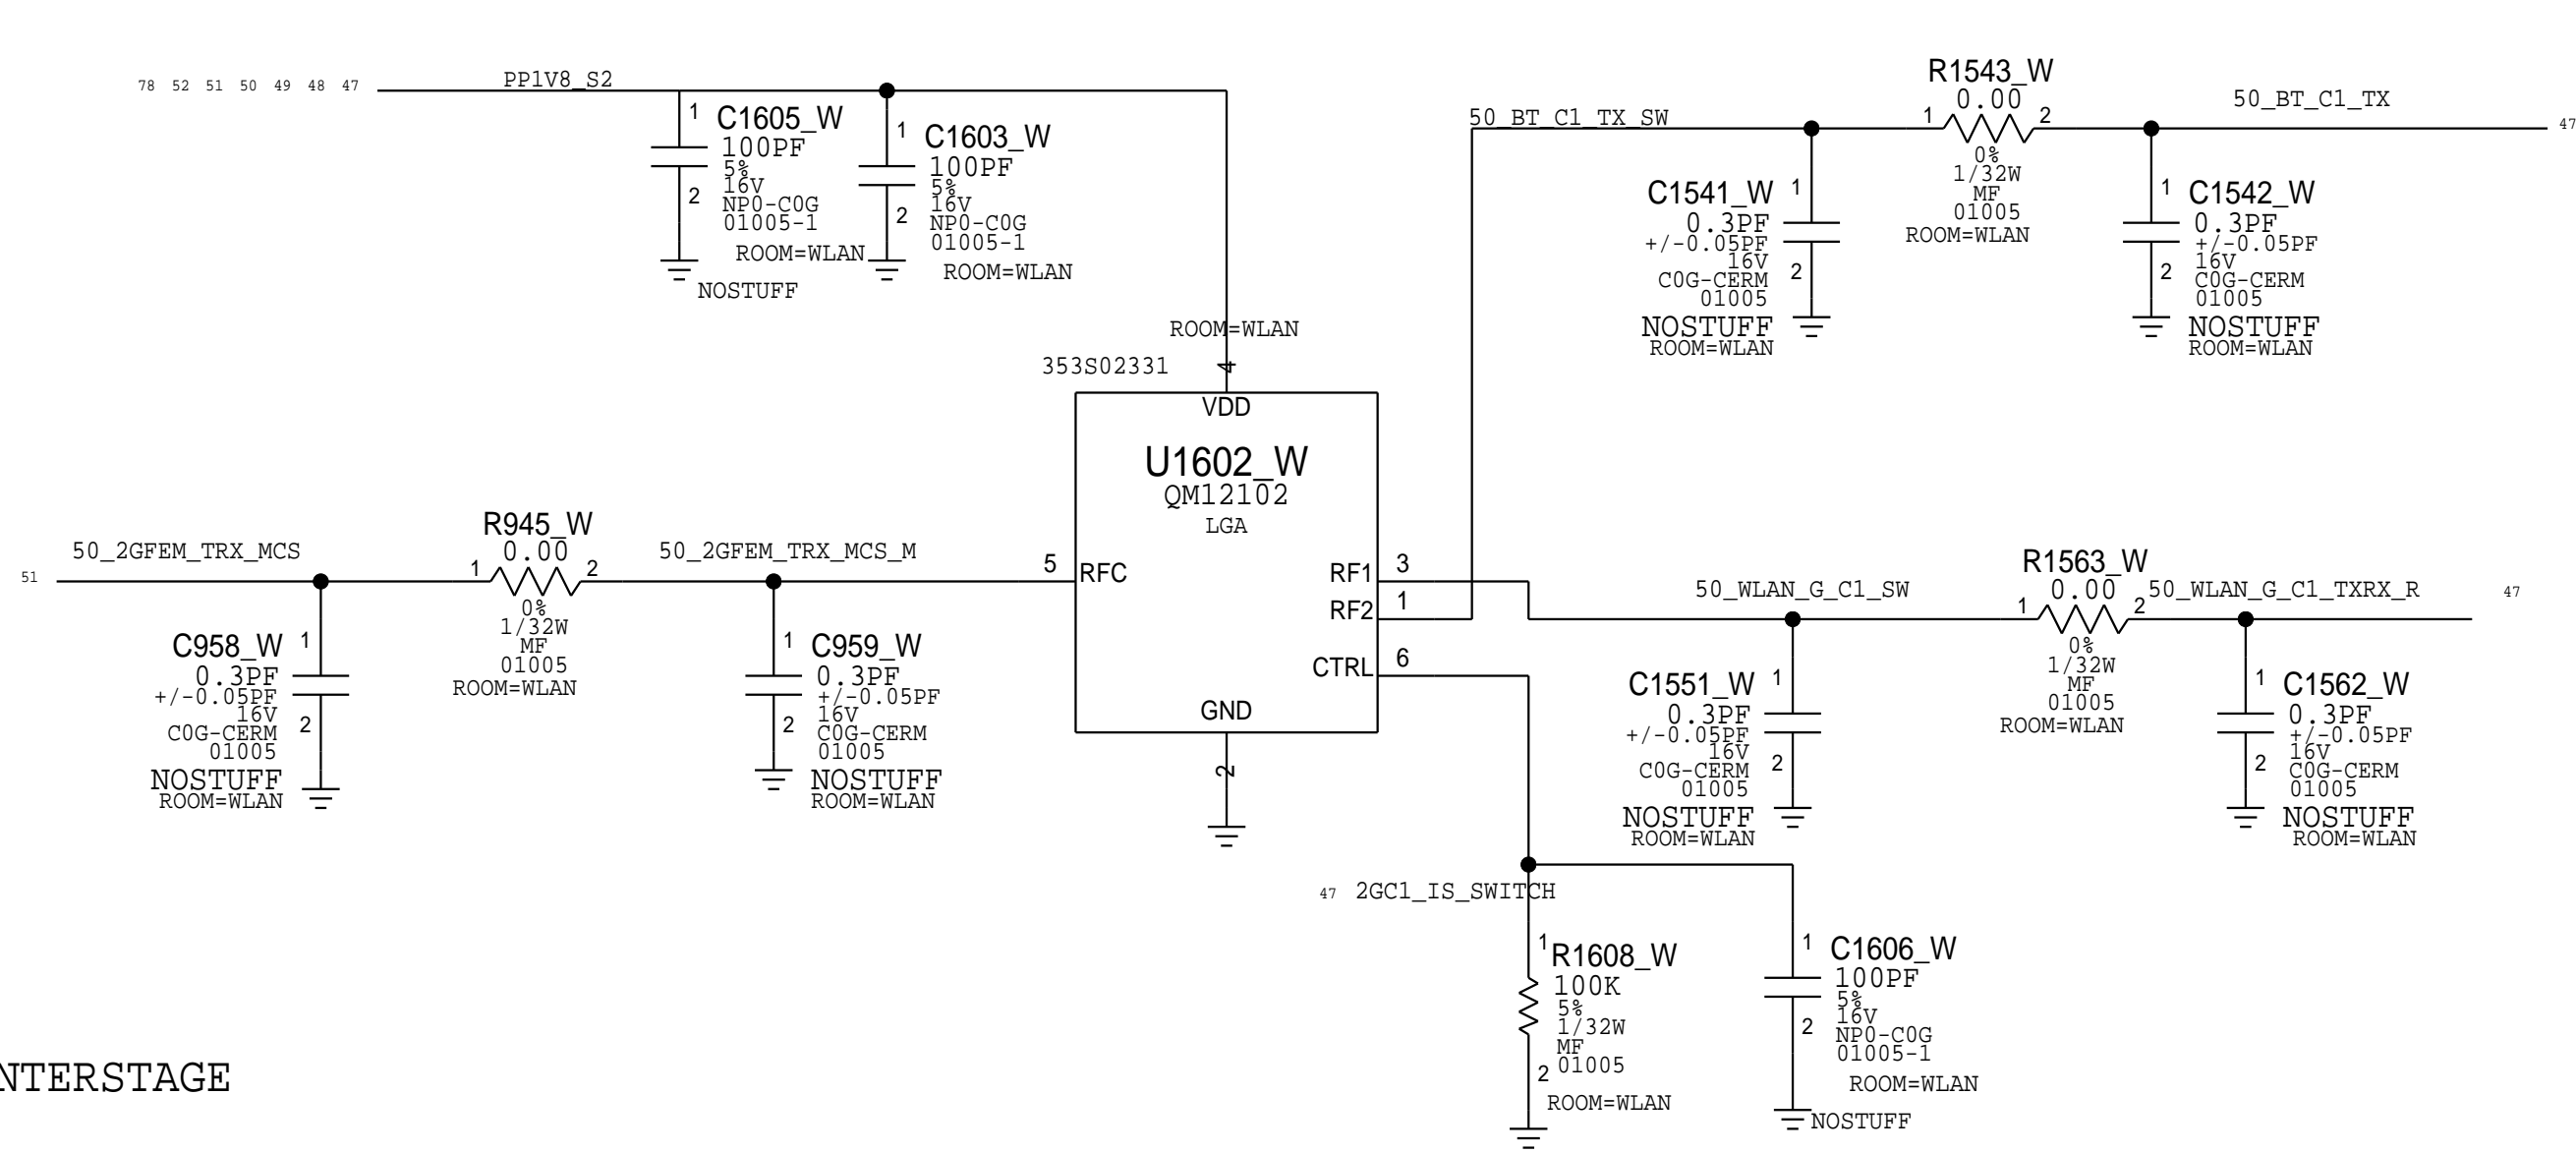 78 52 51 50 49 48 47
PP1V8_S2
1
C1605_W
100PF
5%
16V
NP0-C0G
01005-1
2
ROOM=WLAN
NOSTUFF
1
C1603_W
100PF
5%
16V
NP0-C0G
01005-1
2
ROOM=WLAN
50_BT_C1_TX_SW
R1543_W
0.00
1
2
0%
1/32W
MF
01005
ROOM=WLAN
50_BT_C1_TX
47
C1541_W
1
0.3PF
+/-0.05PF
16V
2
C0G-CERM
01005
NOSTUFF
ROOM=WLAN
1
C1542_W
0.3PF
+/-0.05PF
16V
2
C0G-CERM
01005
NOSTUFF
ROOM=WLAN
ROOM=WLAN
353S02331
4
VDD
U1602_W
QM12102
LGA
5
RFC
RF1
3
RF2
1
CTRL
6
GND
2
51
50_2GFEM_TRX_MCS
R945_W
0.00
1
2
0%
1/32W
MF
01005
ROOM=WLAN
50_2GFEM_TRX_MCS_M
C958_W
1
0.3PF
+/-0.05PF
16V
2
C0G-CERM
01005
NOSTUFF
ROOM=WLAN
1
C959_W
0.3PF
+/-0.05PF
16V
2
C0G-CERM
01005
NOSTUFF
ROOM=WLAN
50_WLAN_G_C1_SW
R1563_W
0.00
1
2
0%
1/32W
MF
01005
ROOM=WLAN
50_WLAN_G_C1_TXRX_R
47
C1551_W
1
0.3PF
+/-0.05PF
16V
2
C0G-CERM
01005
NOSTUFF
ROOM=WLAN
1
C1562_W
0.3PF
+/-0.05PF
16V
2
C0G-CERM
01005
NOSTUFF
ROOM=WLAN
47 2GC1_IS_SWITCH
1
R1608_W
100K
5%
1/32W
MF
01005
2
ROOM=WLAN
1
C1606_W
100PF
5%
16V
2
NP0-C0G
01005-1
ROOM=WLAN
NOSTUFF
NTERSTAGE